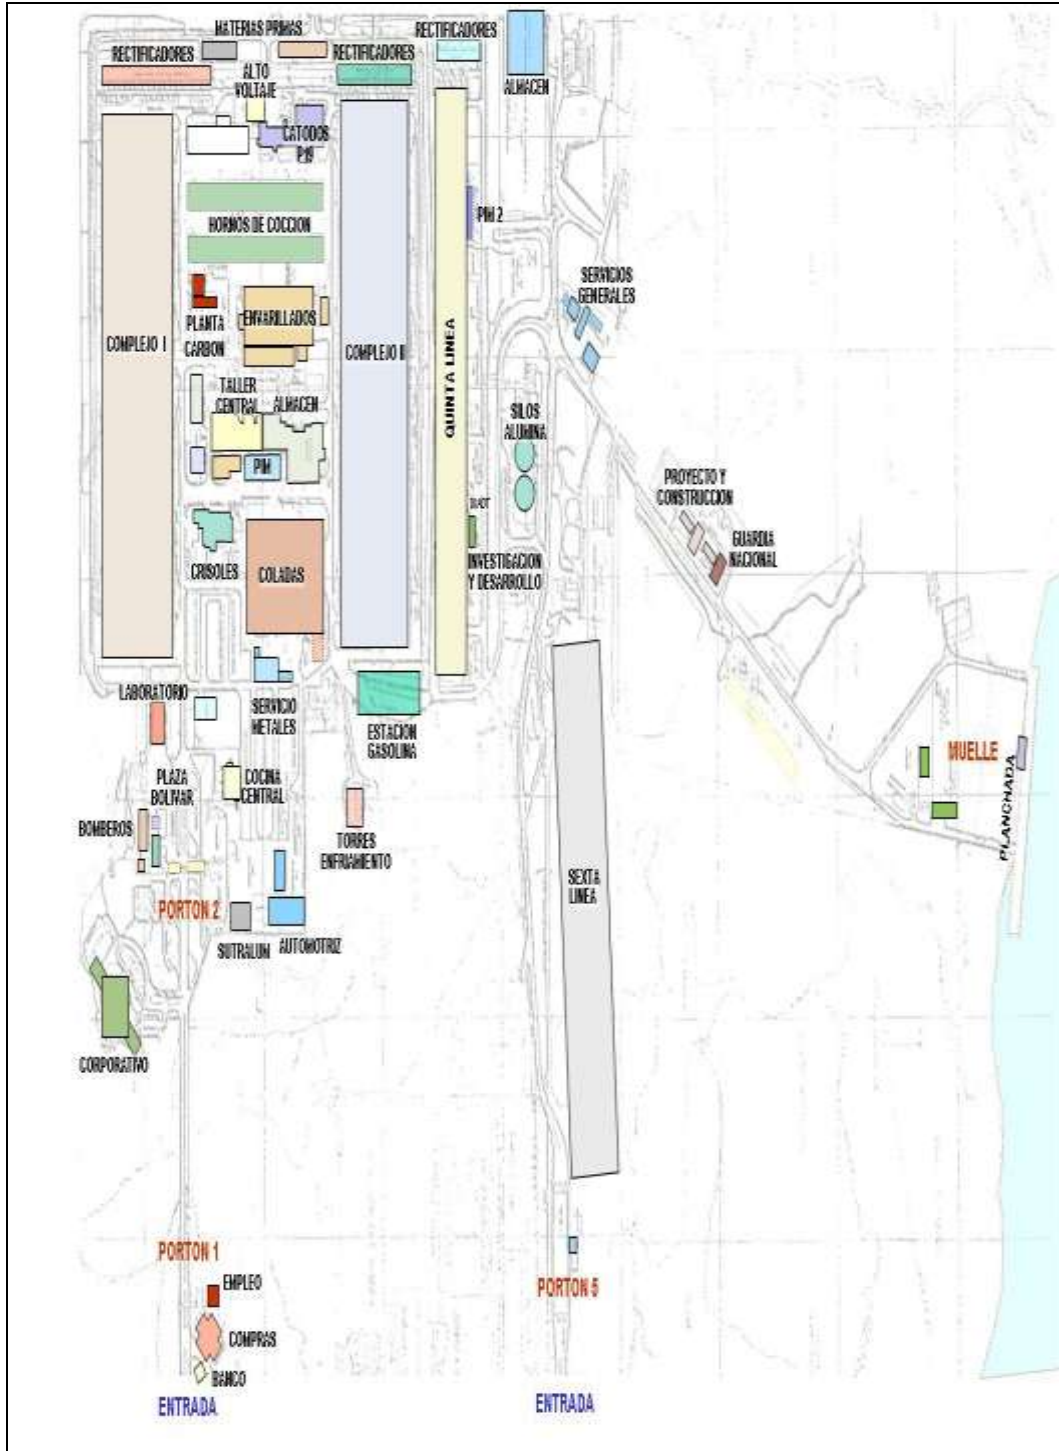 MATERIAS PRIMAS
RECTIFICADORES
RECTIFICADORES
RECTIFICADORES
ALTO
VOLTAJE
ALMACEN
CATODOS
P-19
HORNOS DE COCCION
PIM 2
SERVICIOS
GENERALES
PLANTA
CARBON
ENVARILLADOS
COMPLEJO I
COMPLEJO II
QUINTA LINEA
TALLER
CENTRAL
ALMACEN
PIM
SILOS
ALUMINA
PROYECTO Y
CONSTRUCCION
GUARDIA
NACIONAL
CRISOLES
COLADAS
INVESTIGACION
Y DESARROLLO
LABORATORIO
SERVICIO
METALES
ESTACION
GASOLINA
MUELLE
PLANCHADA
PLAZA
BOLIVAR
COCINA
CENTRAL
BOMBEROS
TORRES
ENFRIAMIENTO
SEXTA
LINEA
PORTON 2
SUTRALUM
AUTOMOTRIZ
CORPORATIVO
PORTON 1
EMPLEO
PORTON 5
COMPRAS
BANCO
ENTRADA
ENTRADA